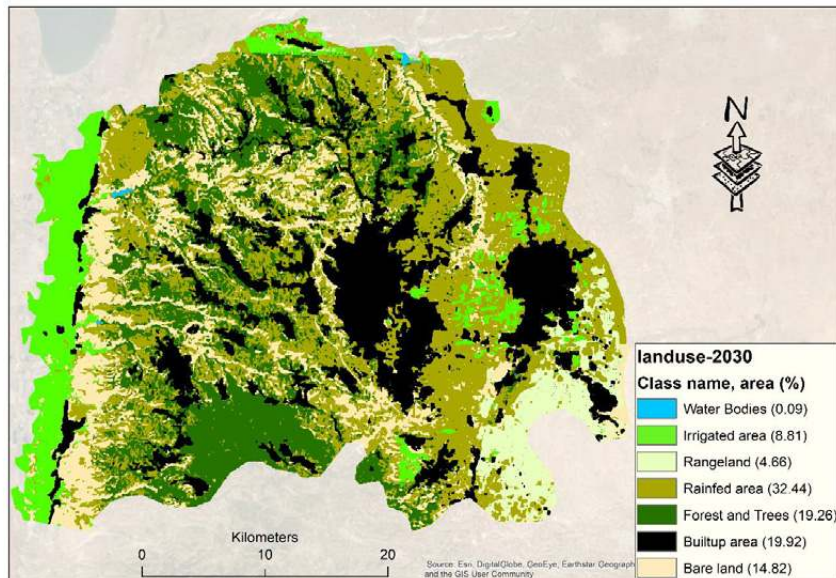 N
landuse-2030
Class name, area (%)
Water Bodies (0.09)
Irrigated area (8.81)
Rangeland (4.66)
Rainfed area (32.44)
Forest and Trees (19.26)
Builtup area (19.92)
Bare land (14.82)
Kilometers
0 10 20
Source: Esri, DigitalGlobe, GeoEye, Earthstar Geograph
and the GIS User Community